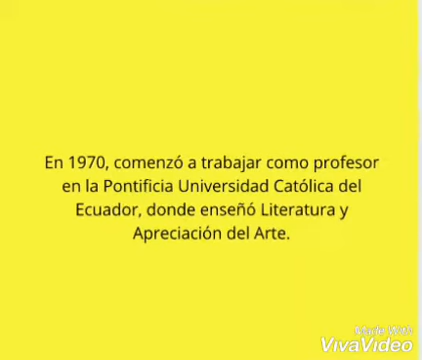 En 1970, comenzó a trabajar como profesor
en la Pontificia Universidad Católica del
Ecuador, donde enseñó Literatura y
Apreciación del Arte.
Made With
VivaVideo